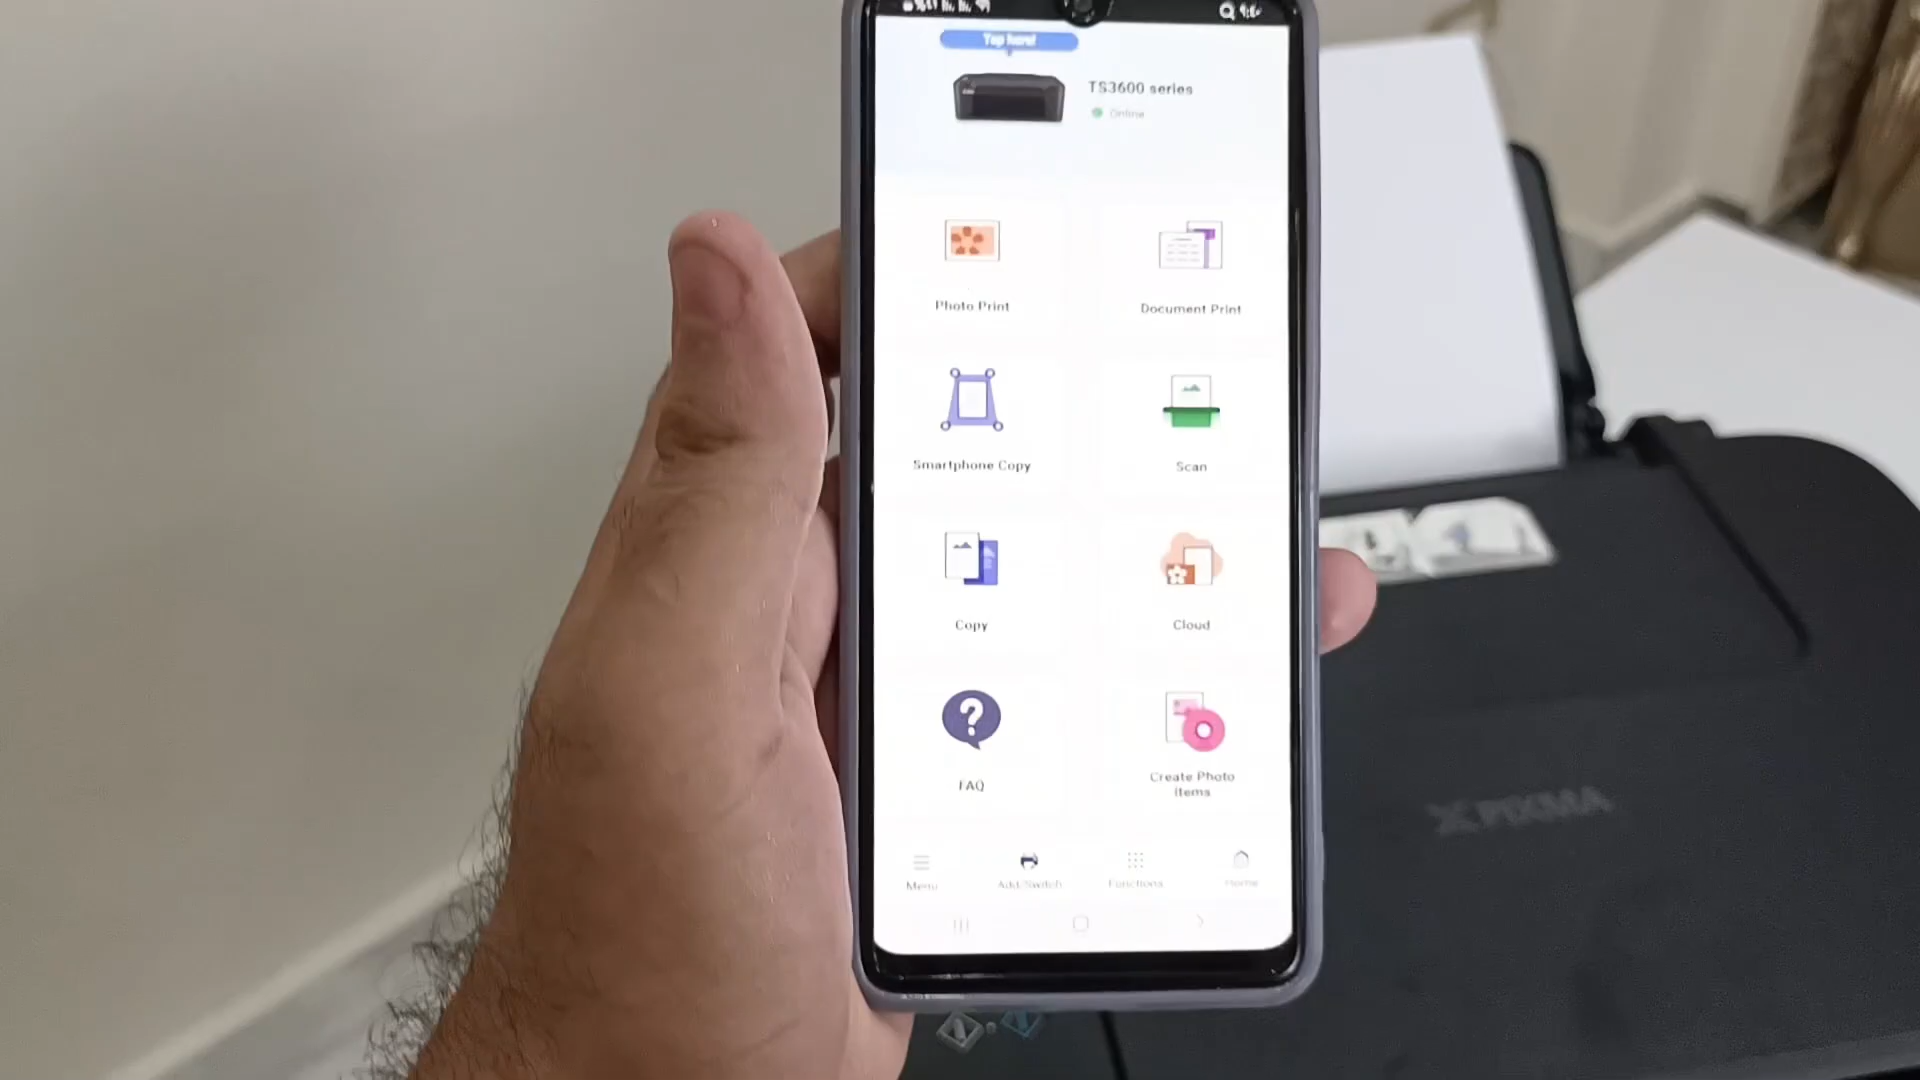 Tap here!
TS3600 series
Online
Photo Print
Document Print
Smartphone Copy
Scan
Copy
Cloud
FAQ
Create Photo
Items
Menu
Add/Switch
Functions
Home
PIXMA